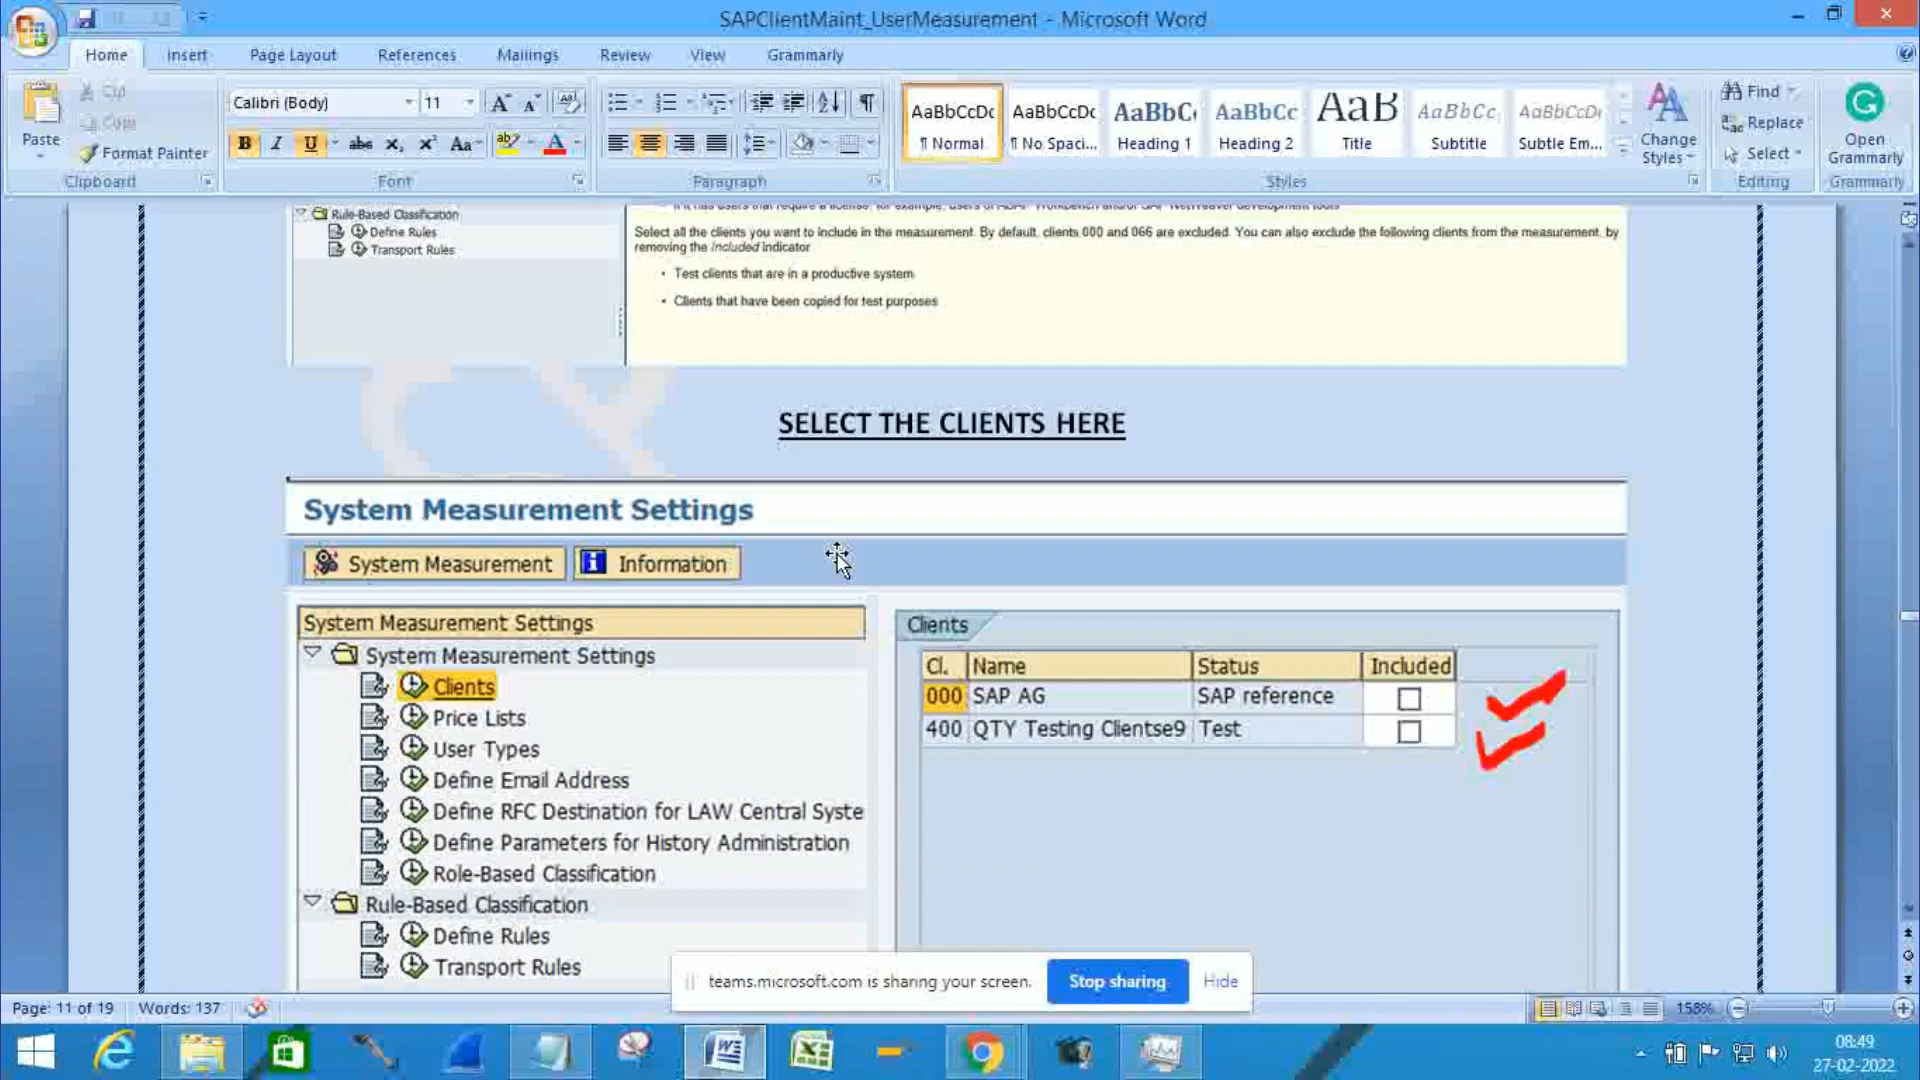 SAPClientMaint_UserMeasurement - Microsoft Word
Home Insert Page Layout References Mailings Review View Grammarly
Paste
Cut
Copy
Format Painter
Clipboard
Calibri (Body) 11
B I U abc X₂ X² Aa
Font
Paragraph
AaBbCcDc AaBbCcDc AaBbC AaBbCc AaB AaBbCc AaBbCcD
¶ Normal ¶ No Spaci... Heading 1 Heading 2 Title Subtitle Subtle Em...
Styles
Change
Styles
Find
Replace
Select
Editing
Open
Grammarly
Grammarly
Rule-Based Classification
Define Rules
Transport Rules
Select all the clients you want to include in the measurement. By default, clients 000 and 066 are excluded. You can also exclude the following clients from the measurement, by
removing the Included indicator
• Test clients that are in a productive system
• Clients that have been copied for test purposes
SELECT THE CLIENTS HERE
System Measurement Settings
System Measurement Information
System Measurement Settings
System Measurement Settings
Clients
Price Lists
User Types
Define Email Address
Define RFC Destination for LAW Central Syste
Define Parameters for History Administration
Role-Based Classification
Rule-Based Classification
Define Rules
Transport Rules
Clients
Cl. Name Status Included
000 SAP AG SAP reference
400 QTY Testing Clientse9 Test
teams.microsoft.com is sharing your screen. Stop sharing Hide
Page: 11 of 19 Words: 137
158%
08:49
27-02-2022